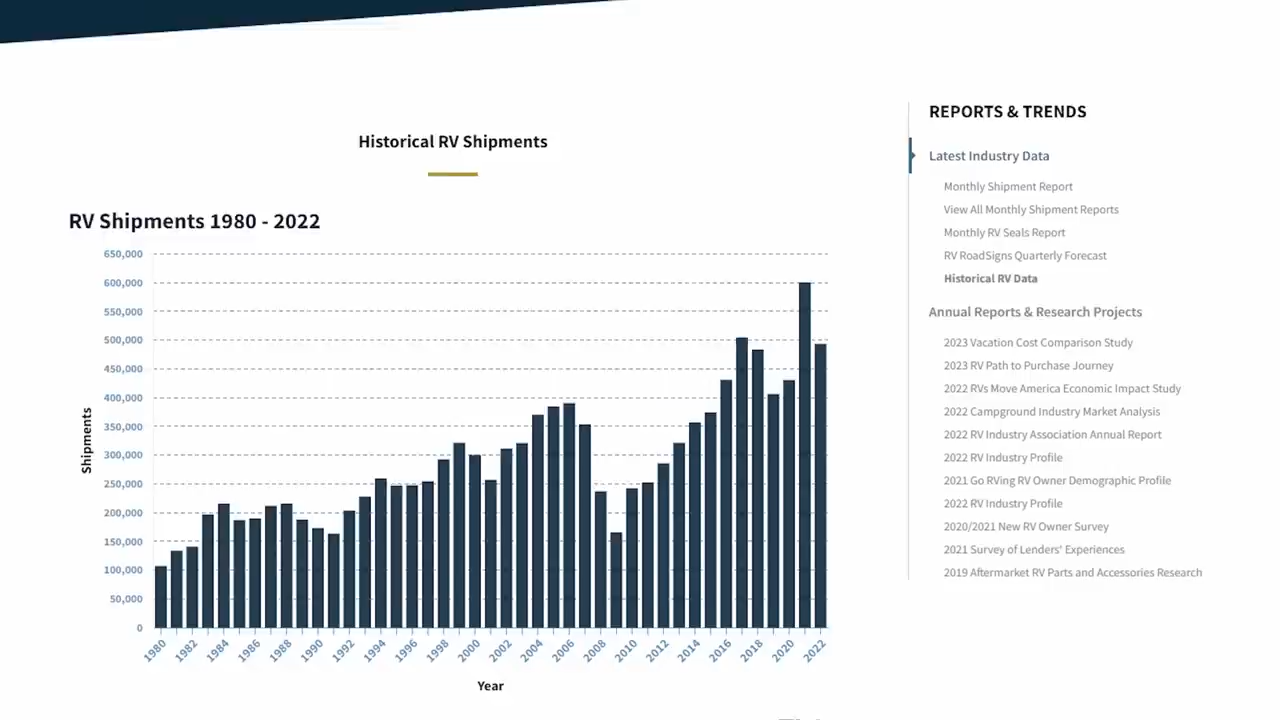 Historical RV Shipments
RV Shipments 1980 - 2022
650,000
600,000
550,000
500,000
450,000
400,000
350,000
300,000
250,000
200,000
150,000
100,000
50,000
0
Shipments
1980
1982
1984
1986
1988
1990
1992
1994
1996
1998
2000
2002
2004
2006
2008
2010
2012
2014
2016
2018
2020
2022
Year
REPORTS & TRENDS
Latest Industry Data
Monthly Shipment Report
View All Monthly Shipment Reports
Monthly RV Seals Report
RV RoadSigns Quarterly Forecast
Historical RV Data
Annual Reports & Research Projects
2023 Vacation Cost Comparison Study
2023 RV Path to Purchase Journey
2022 RVs Move America Economic Impact Study
2022 Campground Industry Market Analysis
2022 RV Industry Association Annual Report
2022 RV Industry Profile
2021 Go RVing RV Owner Demographic Profile
2022 RV Industry Profile
2020/2021 New RV Owner Survey
2021 Survey of Lenders' Experiences
2019 Aftermarket RV Parts and Accessories Research